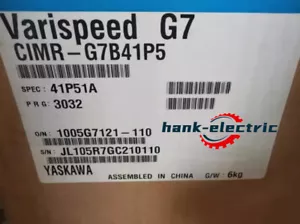 Varispeed G7
CIMR-G7B41P5
SPEC: 41P51A
PRG: 3032
O/N: 1005G7121-110
S/N: JL105R7GC210110
YASKAWA
ASSEMBLED IN CHINA G/W: 6kg
hank-electric